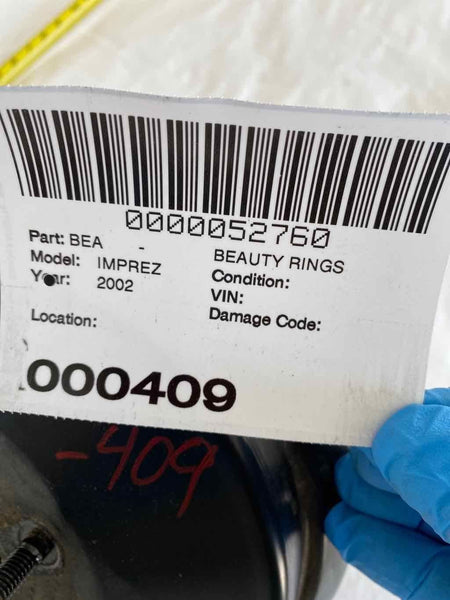 0000052760
Part: BEA - BEAUTY RINGS
Model: IMPREZ Condition:
Year: 2002 VIN:
Location: Damage Code:
000409
-409